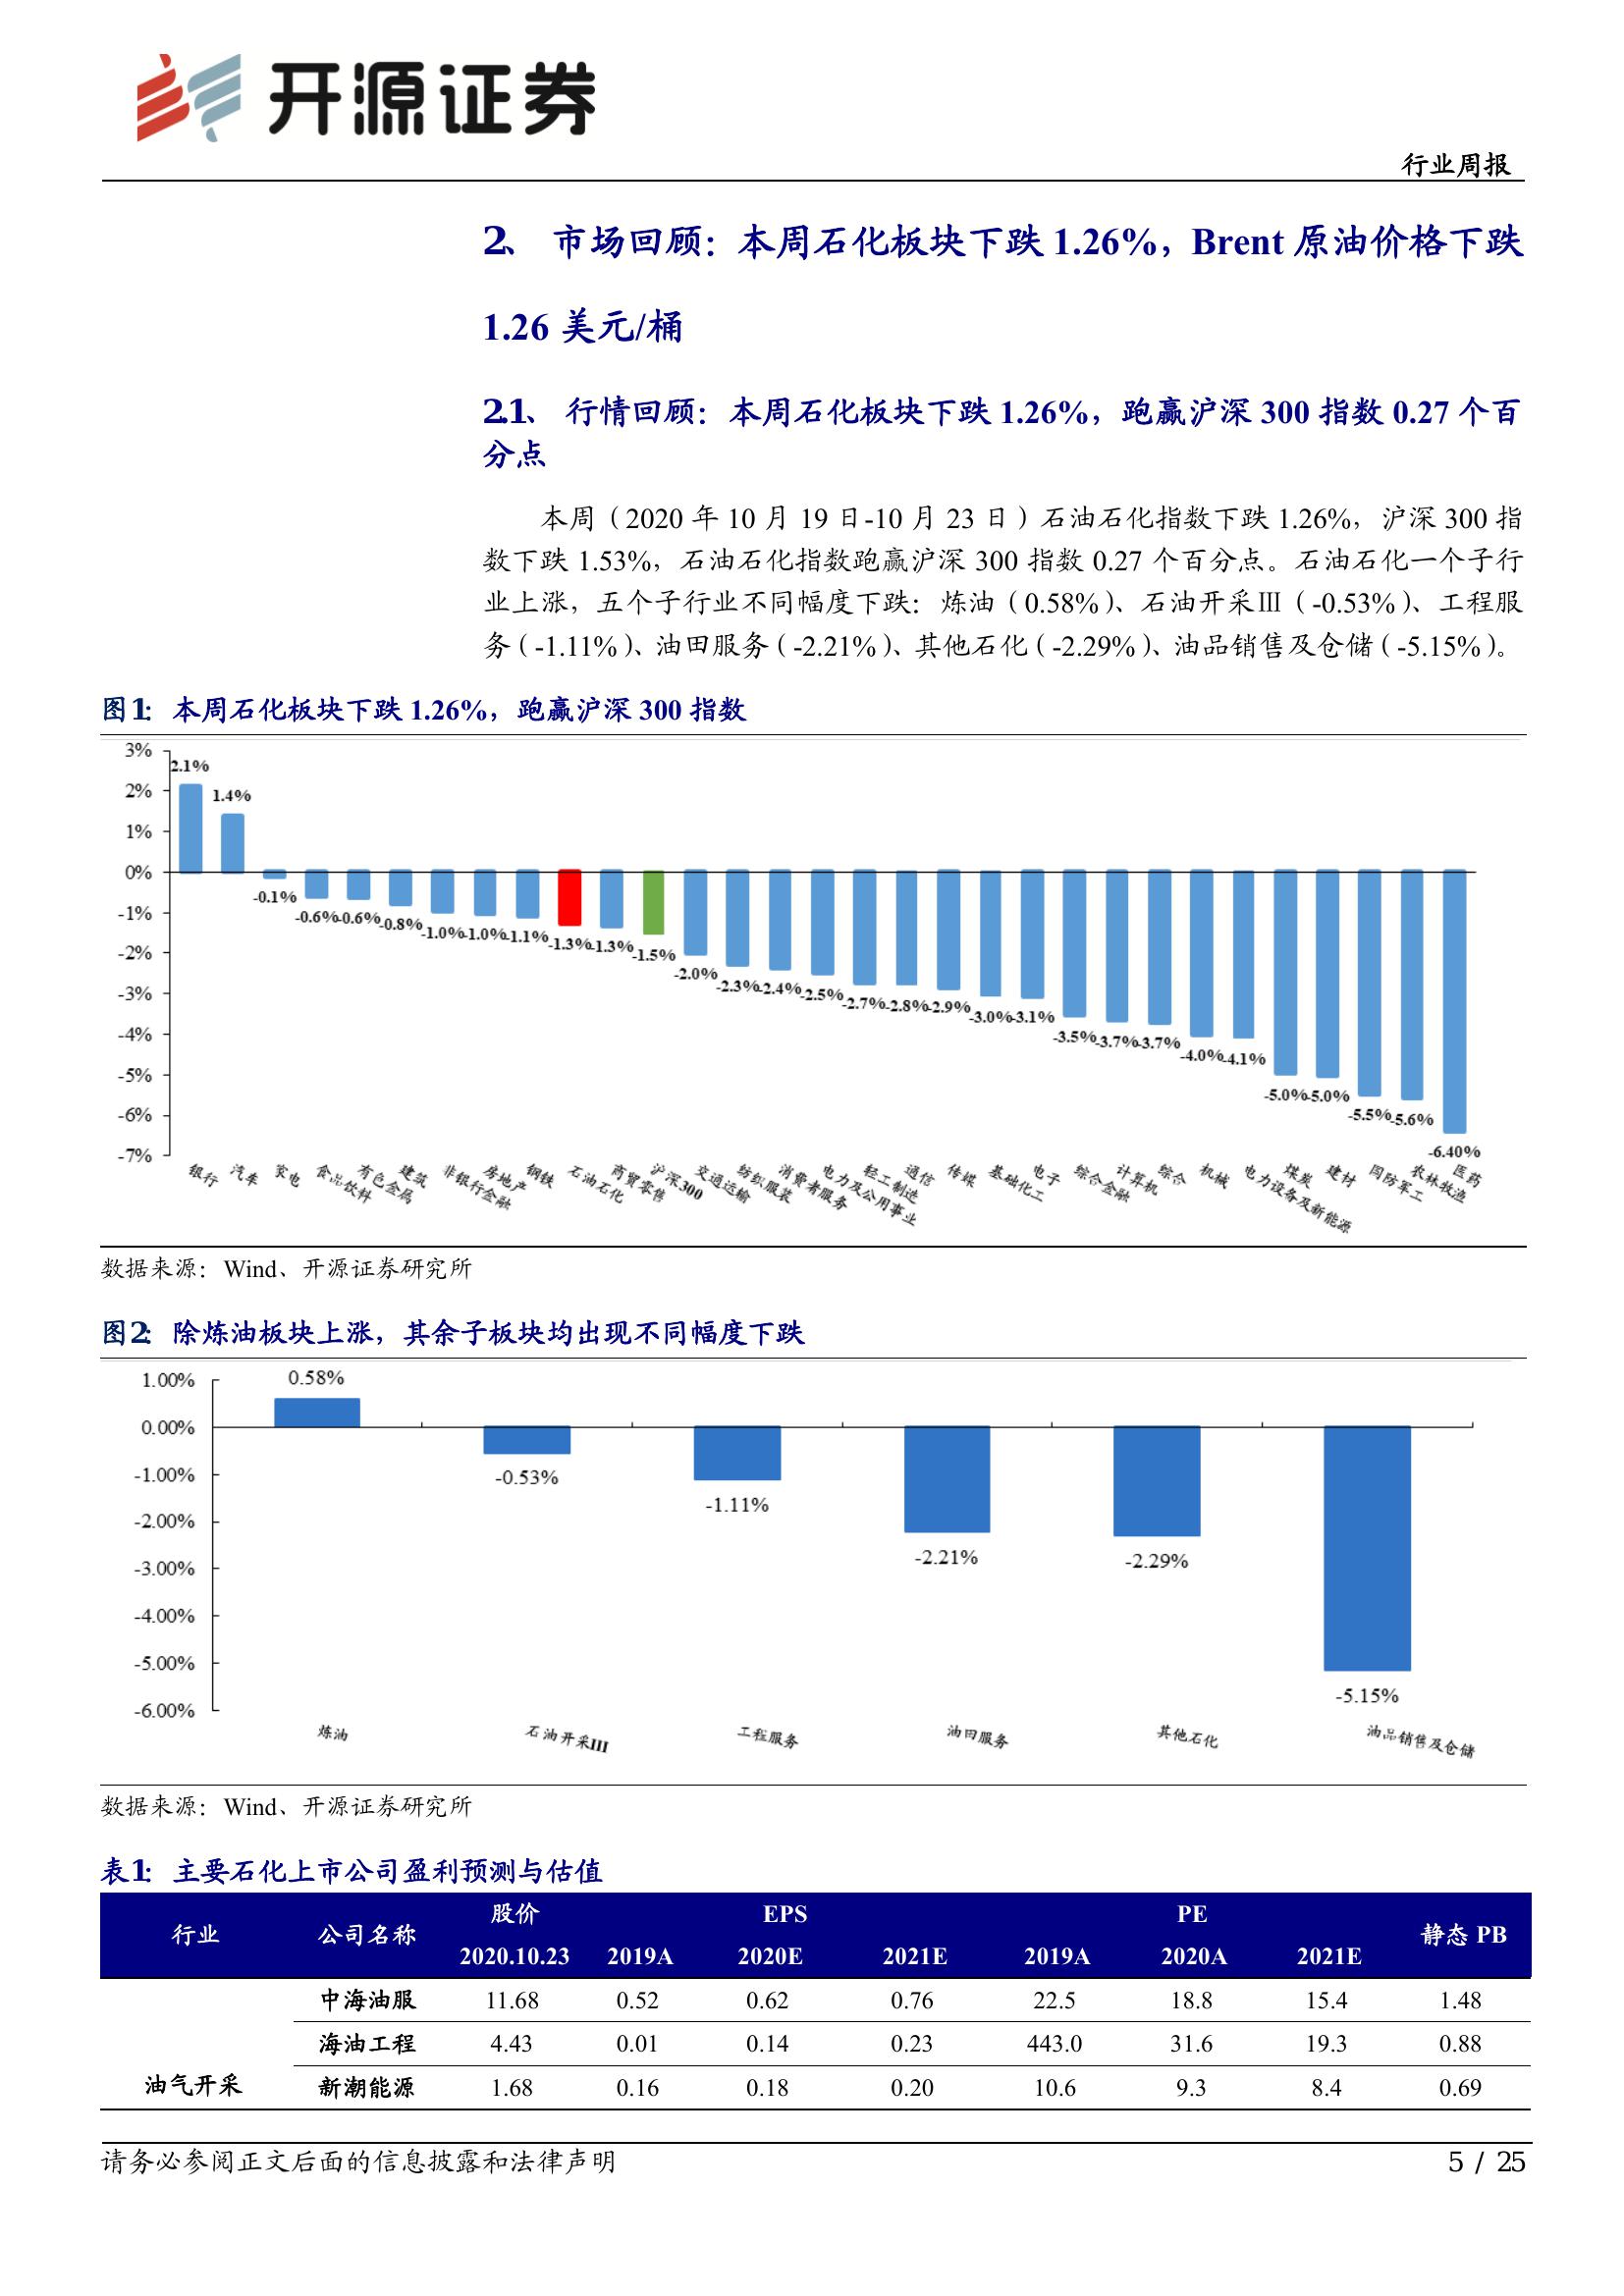 开源证券
行业周报
2、 市场回顾：本周石化板块下跌 1.26%，Brent 原油价格下跌
1.26 美元/桶
2.1、 行情回顾：本周石化板块下跌 1.26%，跑赢沪深 300 指数 0.27 个百
分点
本周（2020 年 10 月 19 日-10 月 23 日）石油石化指数下跌 1.26%，沪深 300 指
数下跌 1.53%，石油石化指数跑赢沪深 300 指数 0.27 个百分点。石油石化一个子行
业上涨，五个子行业不同幅度下跌：炼油（0.58%）、石油开采Ⅲ（-0.53%）、工程服
务（-1.11%）、油田服务（-2.21%）、其他石化（-2.29%）、油品销售及仓储（-5.15%）。
图1：本周石化板块下跌 1.26%，跑赢沪深 300 指数
3%
2%
1%
0%
-1%
-2%
-3%
-4%
-5%
-6%
-7%
2.1% 1.4% -0.1% -0.6% -0.6% -0.8% -1.0% -1.0% -1.1% -1.3% -1.3% -1.5% -2.0% -2.3% -2.4% -2.5% -2.7% -2.8% -2.9% -3.0% -3.1% -3.5% -3.7% -3.7% -4.0% -4.1% -5.0% -5.0% -5.5% -5.6% -6.40%
银行 汽车 家电 食品饮料 有色金属 建筑 非银行金融 房地产 钢铁 石油石化 商贸零售 沪深300 交通运输 纺织服装 消费者服务 电力及公用事业 轻工制造 通信 传媒 基础化工 电子 综合金融 计算机 综合 机械 电力设备及新能源 煤炭 建材 国防军工 农林牧渔 医药
数据来源：Wind、开源证券研究所
图2：除炼油板块上涨，其余子板块均出现不同幅度下跌
1.00%
0.00%
-1.00%
-2.00%
-3.00%
-4.00%
-5.00%
-6.00%
0.58% -0.53% -1.11% -2.21% -2.29% -5.15%
炼油 石油开采III 工程服务 油田服务 其他石化 油品销售及仓储
数据来源：Wind、开源证券研究所
表1：主要石化上市公司盈利预测与估值
行业 公司名称 股价 EPS PE 静态 PB
2020.10.23 2019A 2020E 2021E 2019A 2020A 2021E
中海油服 11.68 0.52 0.62 0.76 22.5 18.8 15.4 1.48
海油工程 4.43 0.01 0.14 0.23 443.0 31.6 19.3 0.88
油气开采 新潮能源 1.68 0.16 0.18 0.20 10.6 9.3 8.4 0.69
请务必参阅正文后面的信息披露和法律声明 5 / 25